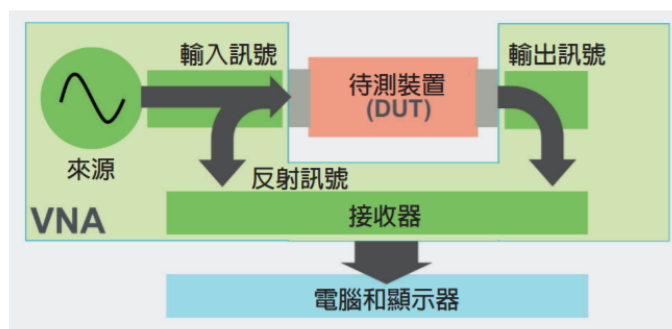 輸入訊號
輸出訊號
待測裝置
(DUT)
來源
反射訊號
VNA
接收器
電腦和顯示器